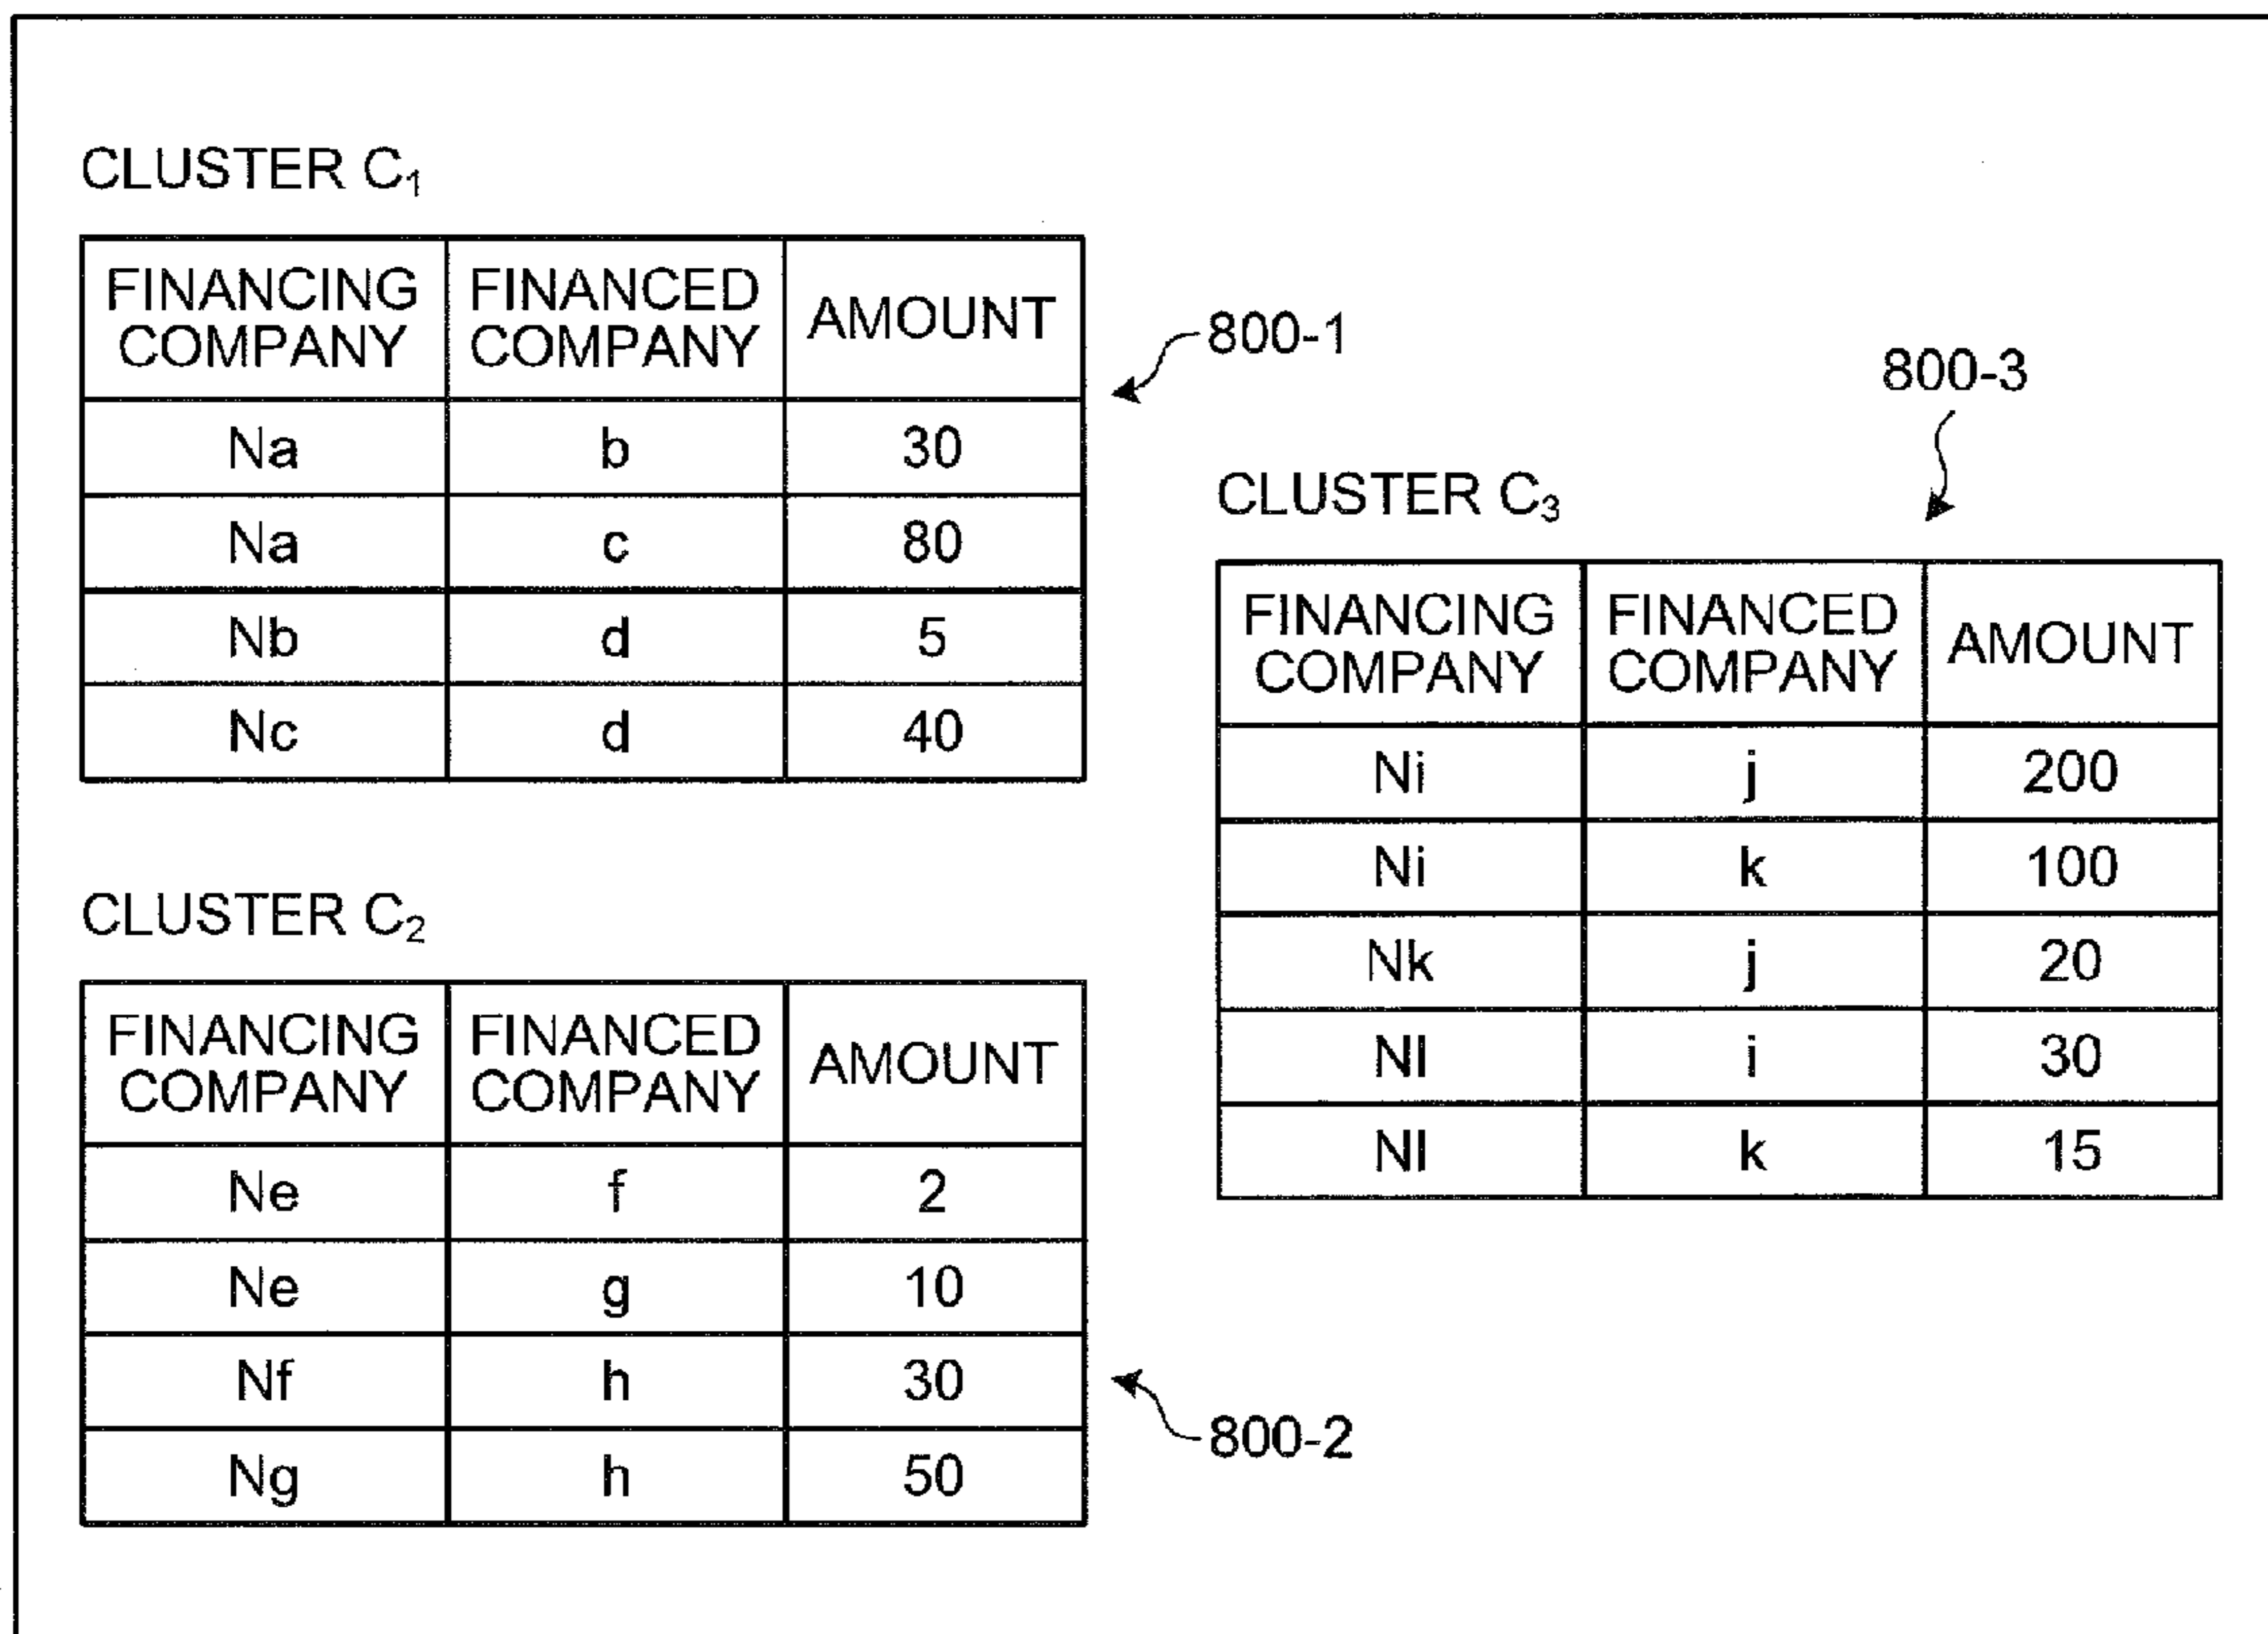 CLUSTER C₁
FINANCING COMPANY FINANCED COMPANY AMOUNT
Na b 30
Na c 80
Nb d 5
Nc d 40
800-1
CLUSTER C₂
FINANCING COMPANY FINANCED COMPANY AMOUNT
Ne f 2
Ne g 10
Nf h 30
Ng h 50
800-2
800-3
CLUSTER C₃
FINANCING COMPANY FINANCED COMPANY AMOUNT
Ni j 200
Ni k 100
Nk j 20
Nl i 30
Nl k 15